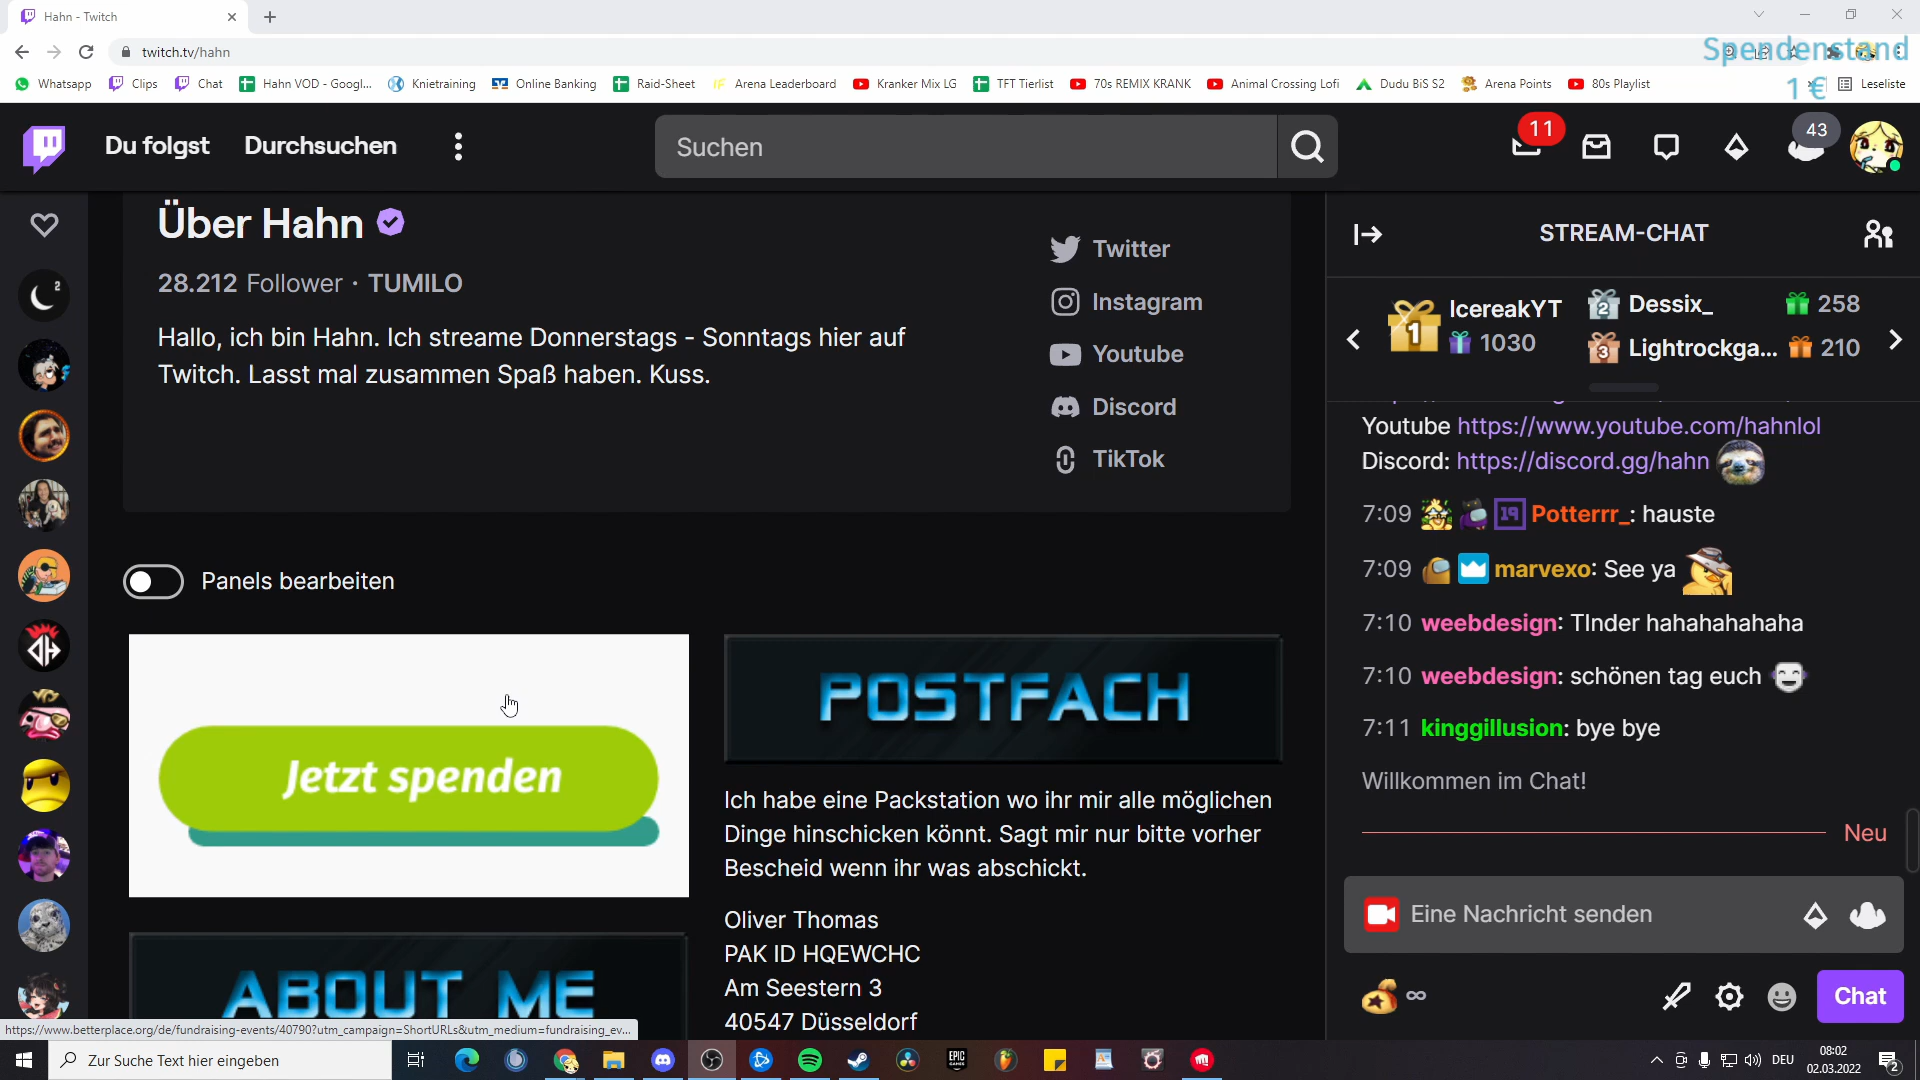 Hahn - Twitch
twitch.tv/hahn
Spendenstand
1 €
Whatsapp
Clips
Chat
Hahn VOD - Googl...
Knietraining
Online Banking
Raid-Sheet
Arena Leaderboard
Kranker Mix LG
TFT Tierlist
70s REMIX KRANK
Animal Crossing Lofi
Dudu BiS S2
Arena Points
80s Playlist
Leseliste
Du folgst
Durchsuchen
Suchen
11
43
Über Hahn
28.212 Follower · TUMILO
Hallo, ich bin Hahn. Ich streame Donnerstags - Sonntags hier auf
Twitch. Lasst mal zusammen Spaß haben. Kuss.
Twitter
Instagram
Youtube
Discord
TikTok
Panels bearbeiten
Jetzt spenden
ABOUT ME
POSTFACH
Ich habe eine Packstation wo ihr mir alle möglichen
Dinge hinschicken könnt. Sagt mir nur bitte vorher
Bescheid wenn ihr was abschickt.
Oliver Thomas
PAK ID HQEWCHC
Am Seestern 3
40547 Düsseldorf
STREAM-CHAT
1 IcereakYT
1030
2 Dessix_ 258
3 Lightrockga... 210
Youtube https://www.youtube.com/hahnlol
Discord: https://discord.gg/hahn
7:09 19 Potterrr_: hauste
7:09 marvexo: See ya
7:10 weebdesign: TInder hahahahahaha
7:10 weebdesign: schönen tag euch
7:11 kinggillusion: bye bye
Willkommen im Chat!
Neu
Eine Nachricht senden
∞
Chat
https://www.betterplace.org/de/fundraising-events/40790?utm_campaign=ShortURLs&utm_medium=fundraising_ev...
Zur Suche Text hier eingeben
EPIC GAMES
DEU
08:02
02.03.2022
2